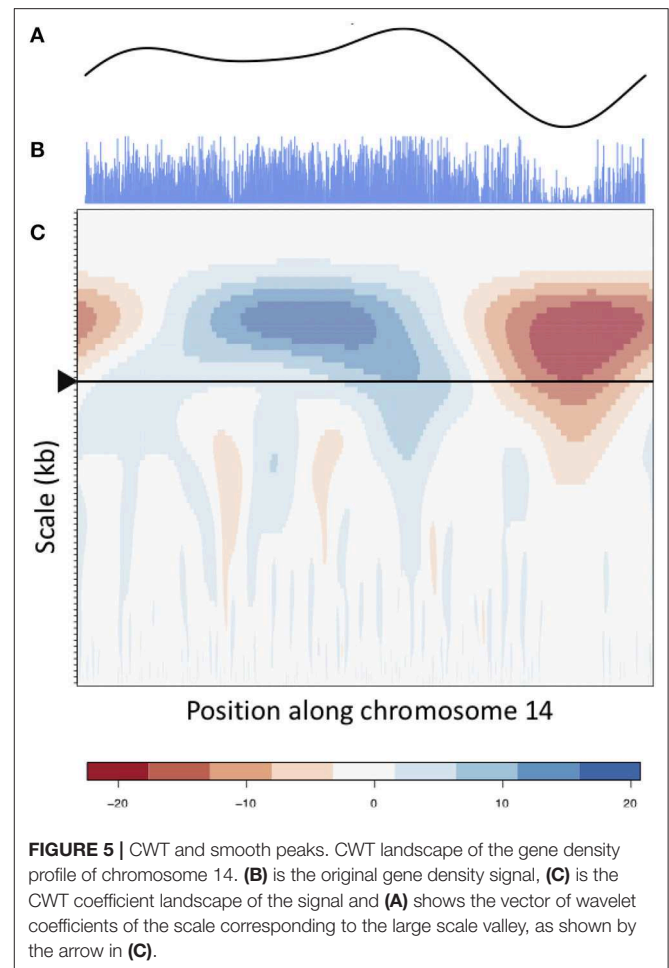 A
B
C
Scale (kb)
Position along chromosome 14
−20 −10 0 10 20
FIGURE 5 | CWT and smooth peaks. CWT landscape of the gene density
profile of chromosome 14. (B) is the original gene density signal, (C) is the
CWT coefficient landscape of the signal and (A) shows the vector of wavelet
coefficients of the scale corresponding to the large scale valley, as shown by
the arrow in (C).